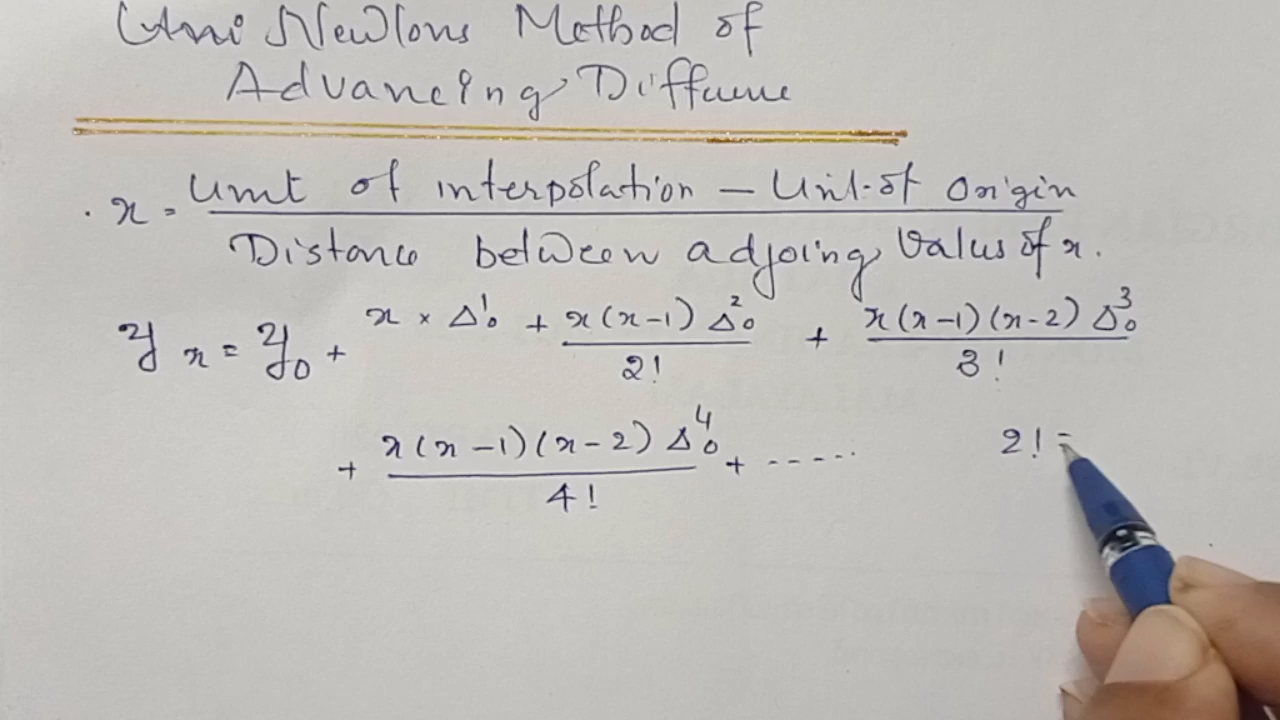 Newtons Method of
Advancing Difference
x = Unit of interpolation – Unit of Origin
Distance between adjoing Values of x.
y x = y₀ + x × Δ¹₀ + x(x-1) Δ²₀ / 2! + x(x-1)(x-2) Δ³₀ / 3!
+ x(x-1)(x-2) Δ⁴₀ / 4! + ...... 2! =